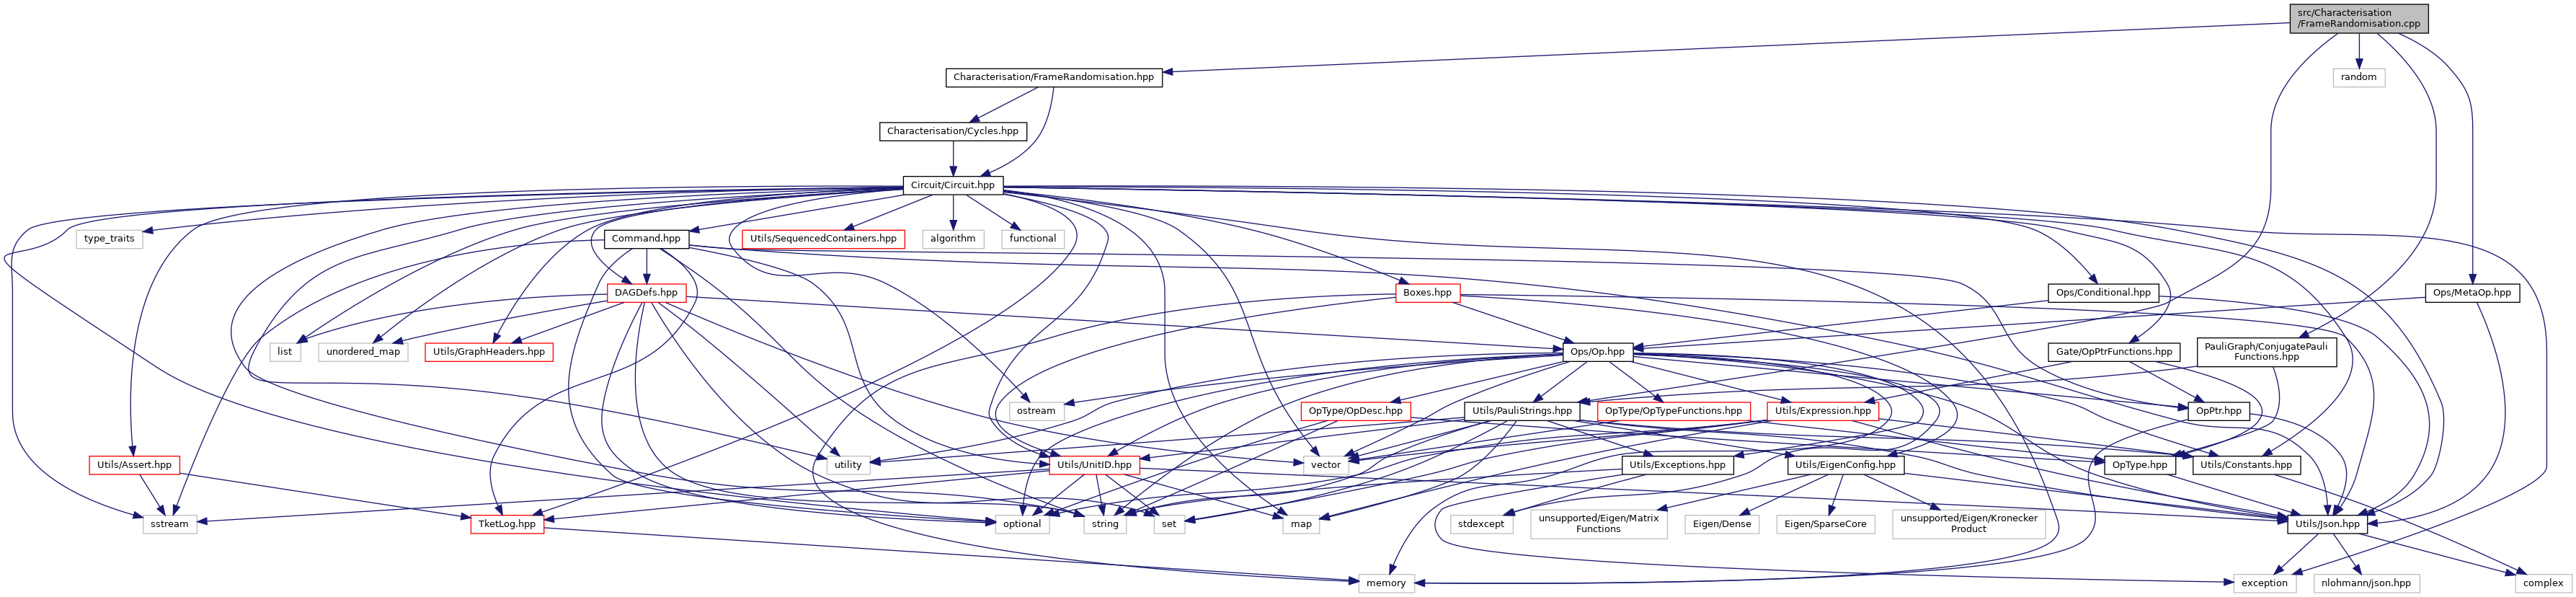 src/Characterisation
/FrameRandomisation.cpp
Characterisation/FrameRandomisation.hpp
random
Characterisation/Cycles.hpp
Circuit/Circuit.hpp
type_traits
Command.hpp
Utils/SequencedContainers.hpp
algorithm
functional
DAGDefs.hpp
Boxes.hpp
Ops/Conditional.hpp
Ops/MetaOp.hpp
list
unordered_map
Utils/GraphHeaders.hpp
Ops/Op.hpp
Gate/OpPtrFunctions.hpp
PauliGraph/ConjugatePauli
Functions.hpp
ostream
OpType/OpDesc.hpp
Utils/PauliStrings.hpp
OpType/OpTypeFunctions.hpp
Utils/Expression.hpp
OpPtr.hpp
Utils/Assert.hpp
utility
Utils/UnitID.hpp
vector
Utils/Exceptions.hpp
Utils/EigenConfig.hpp
OpType.hpp
Utils/Constants.hpp
sstream
TketLog.hpp
optional
string
set
map
stdexcept
unsupported/Eigen/Matrix
Functions
Eigen/Dense
Eigen/SparseCore
unsupported/Eigen/Kronecker
Product
Utils/Json.hpp
memory
exception
nlohmann/json.hpp
complex